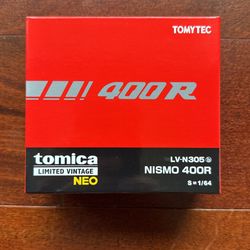 TOMYTEC
400R
tomica
LIMITED VINTAGE
NEO
LV-N305
NISMO 400R
S=1/64